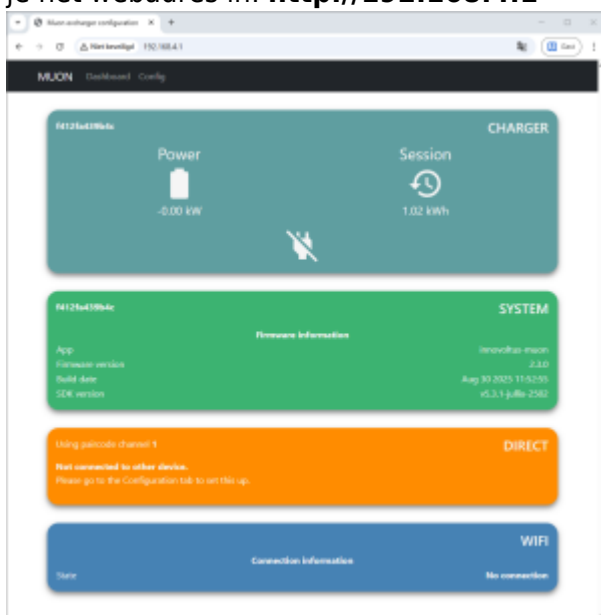 je het webadres in: http://192.168.4.1
Muon evcharger configuration
Niet beveiligd 192.168.4.1
Gast
MUON Dashboard Config
CHARGER
Power Session
-0.00 kW 1.02 kWh
SYSTEM
Firmware information
App innovoltus-muon
Firmware version 2.3.0
Build date Aug 30 2025 11:52:55
SDK version
Using paircode channel 1 DIRECT
Not connected to other device.
Please go to the Configuration tab to set this up.
WIFI
Connection information
State No connection